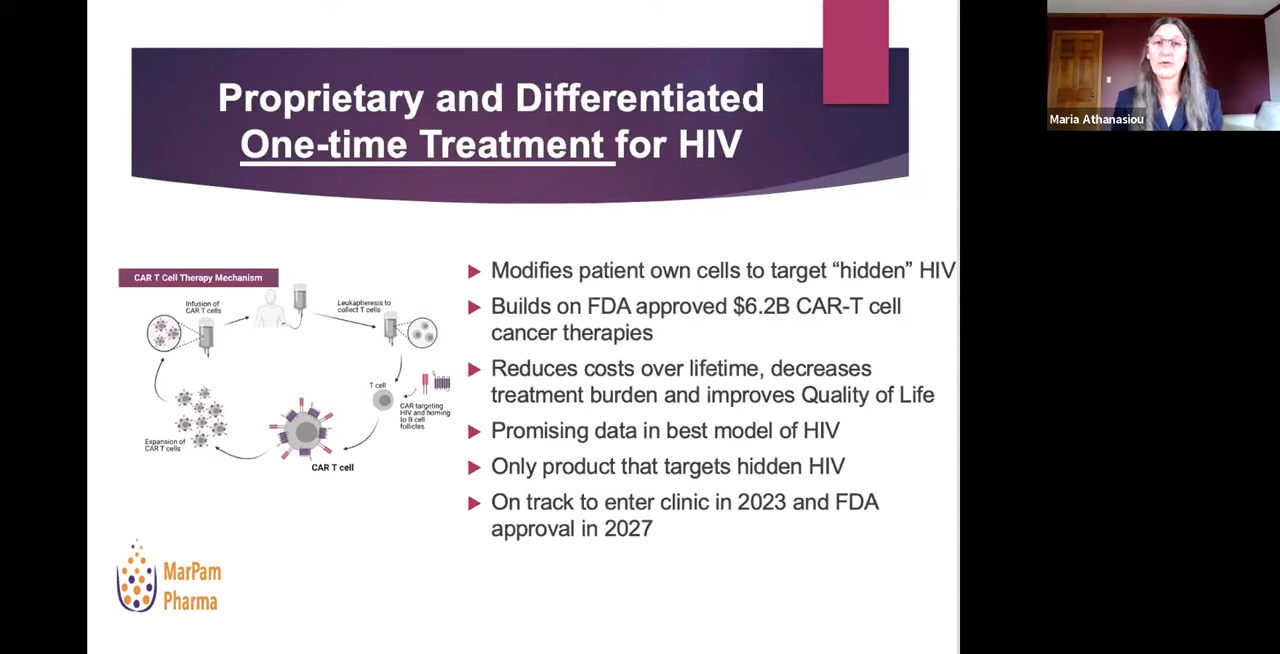 Proprietary and Differentiated
One-time Treatment for HIV
Maria Athanasiou
CAR T Cell Therapy Mechanism
Infusion of
CAR T cells
Leukapheresis to
collect T cells
T cell
CAR targeting
HIV and homing
to B cell
follicles
Expansion of
CAR T cells
CAR T cell
Modifies patient own cells to target “hidden” HIV
Builds on FDA approved $6.2B CAR-T cell
cancer therapies
Reduces costs over lifetime, decreases
treatment burden and improves Quality of Life
Promising data in best model of HIV
Only product that targets hidden HIV
On track to enter clinic in 2023 and FDA
approval in 2027
MarPam
Pharma